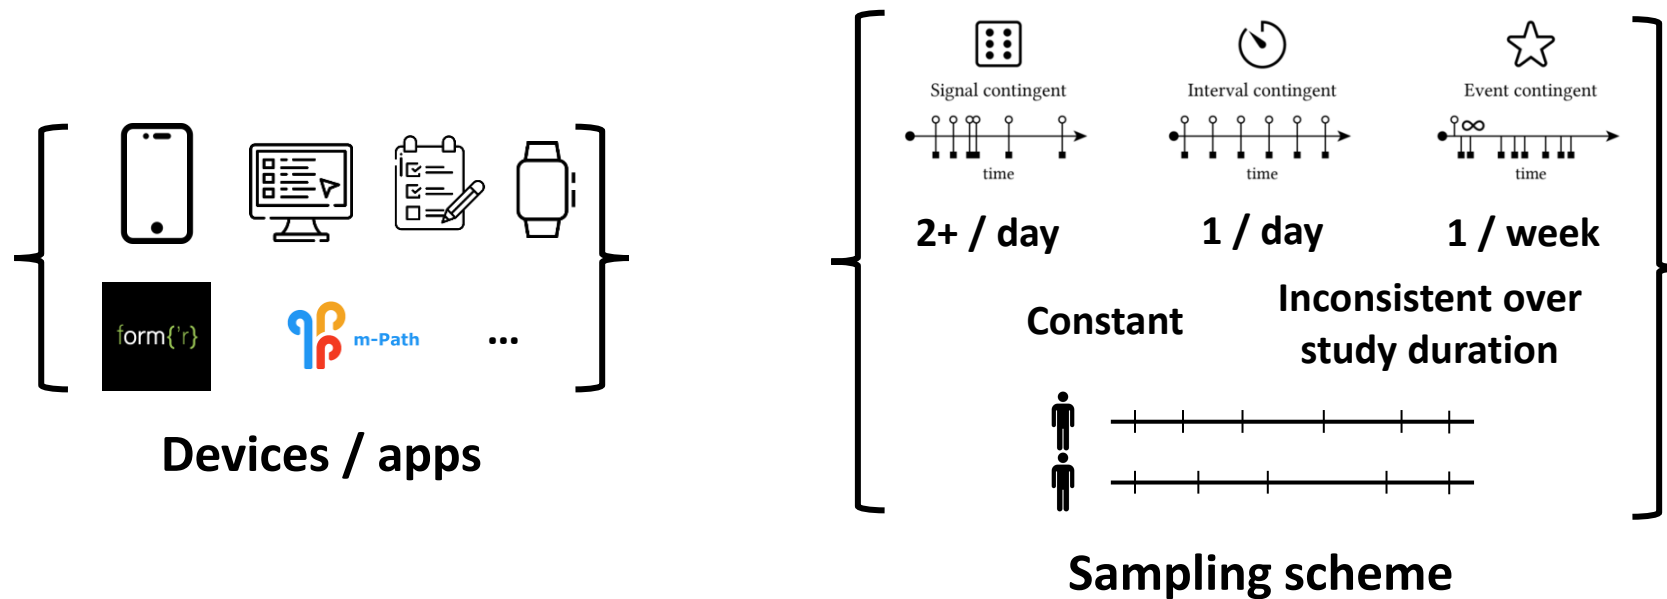 Signal contingent
time
Interval contingent
time
Event contingent
∞
time
2+ / day
1 / day
1 / week
form{'r}
m-Path
...
Constant
Inconsistent over
study duration
Devices / apps
Sampling scheme